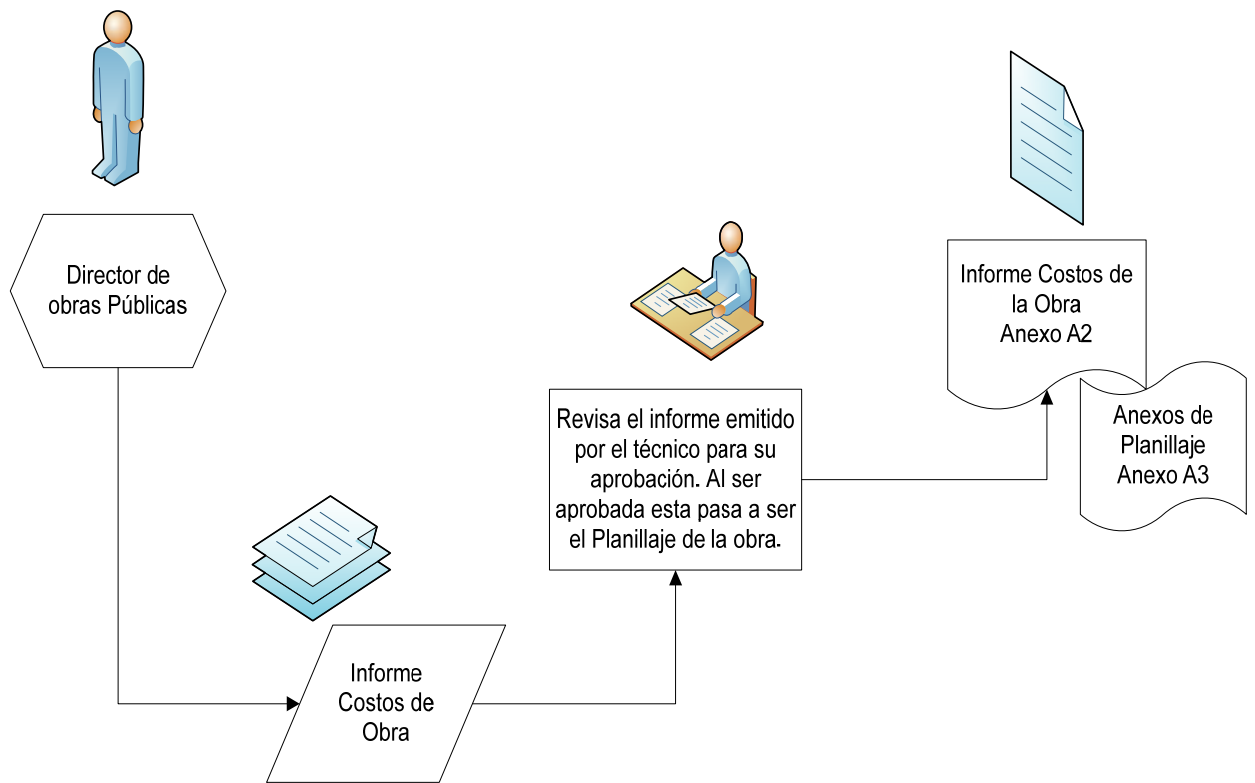 Director de
obras Públicas
Informe
Costos de
Obra
Revisa el informe emitido
por el técnico para su
aprobación. Al ser
aprobada esta pasa a ser
el Planillaje de la obra.
Informe Costos de
la Obra
Anexo A2
Anexos de
Planillaje
Anexo A3